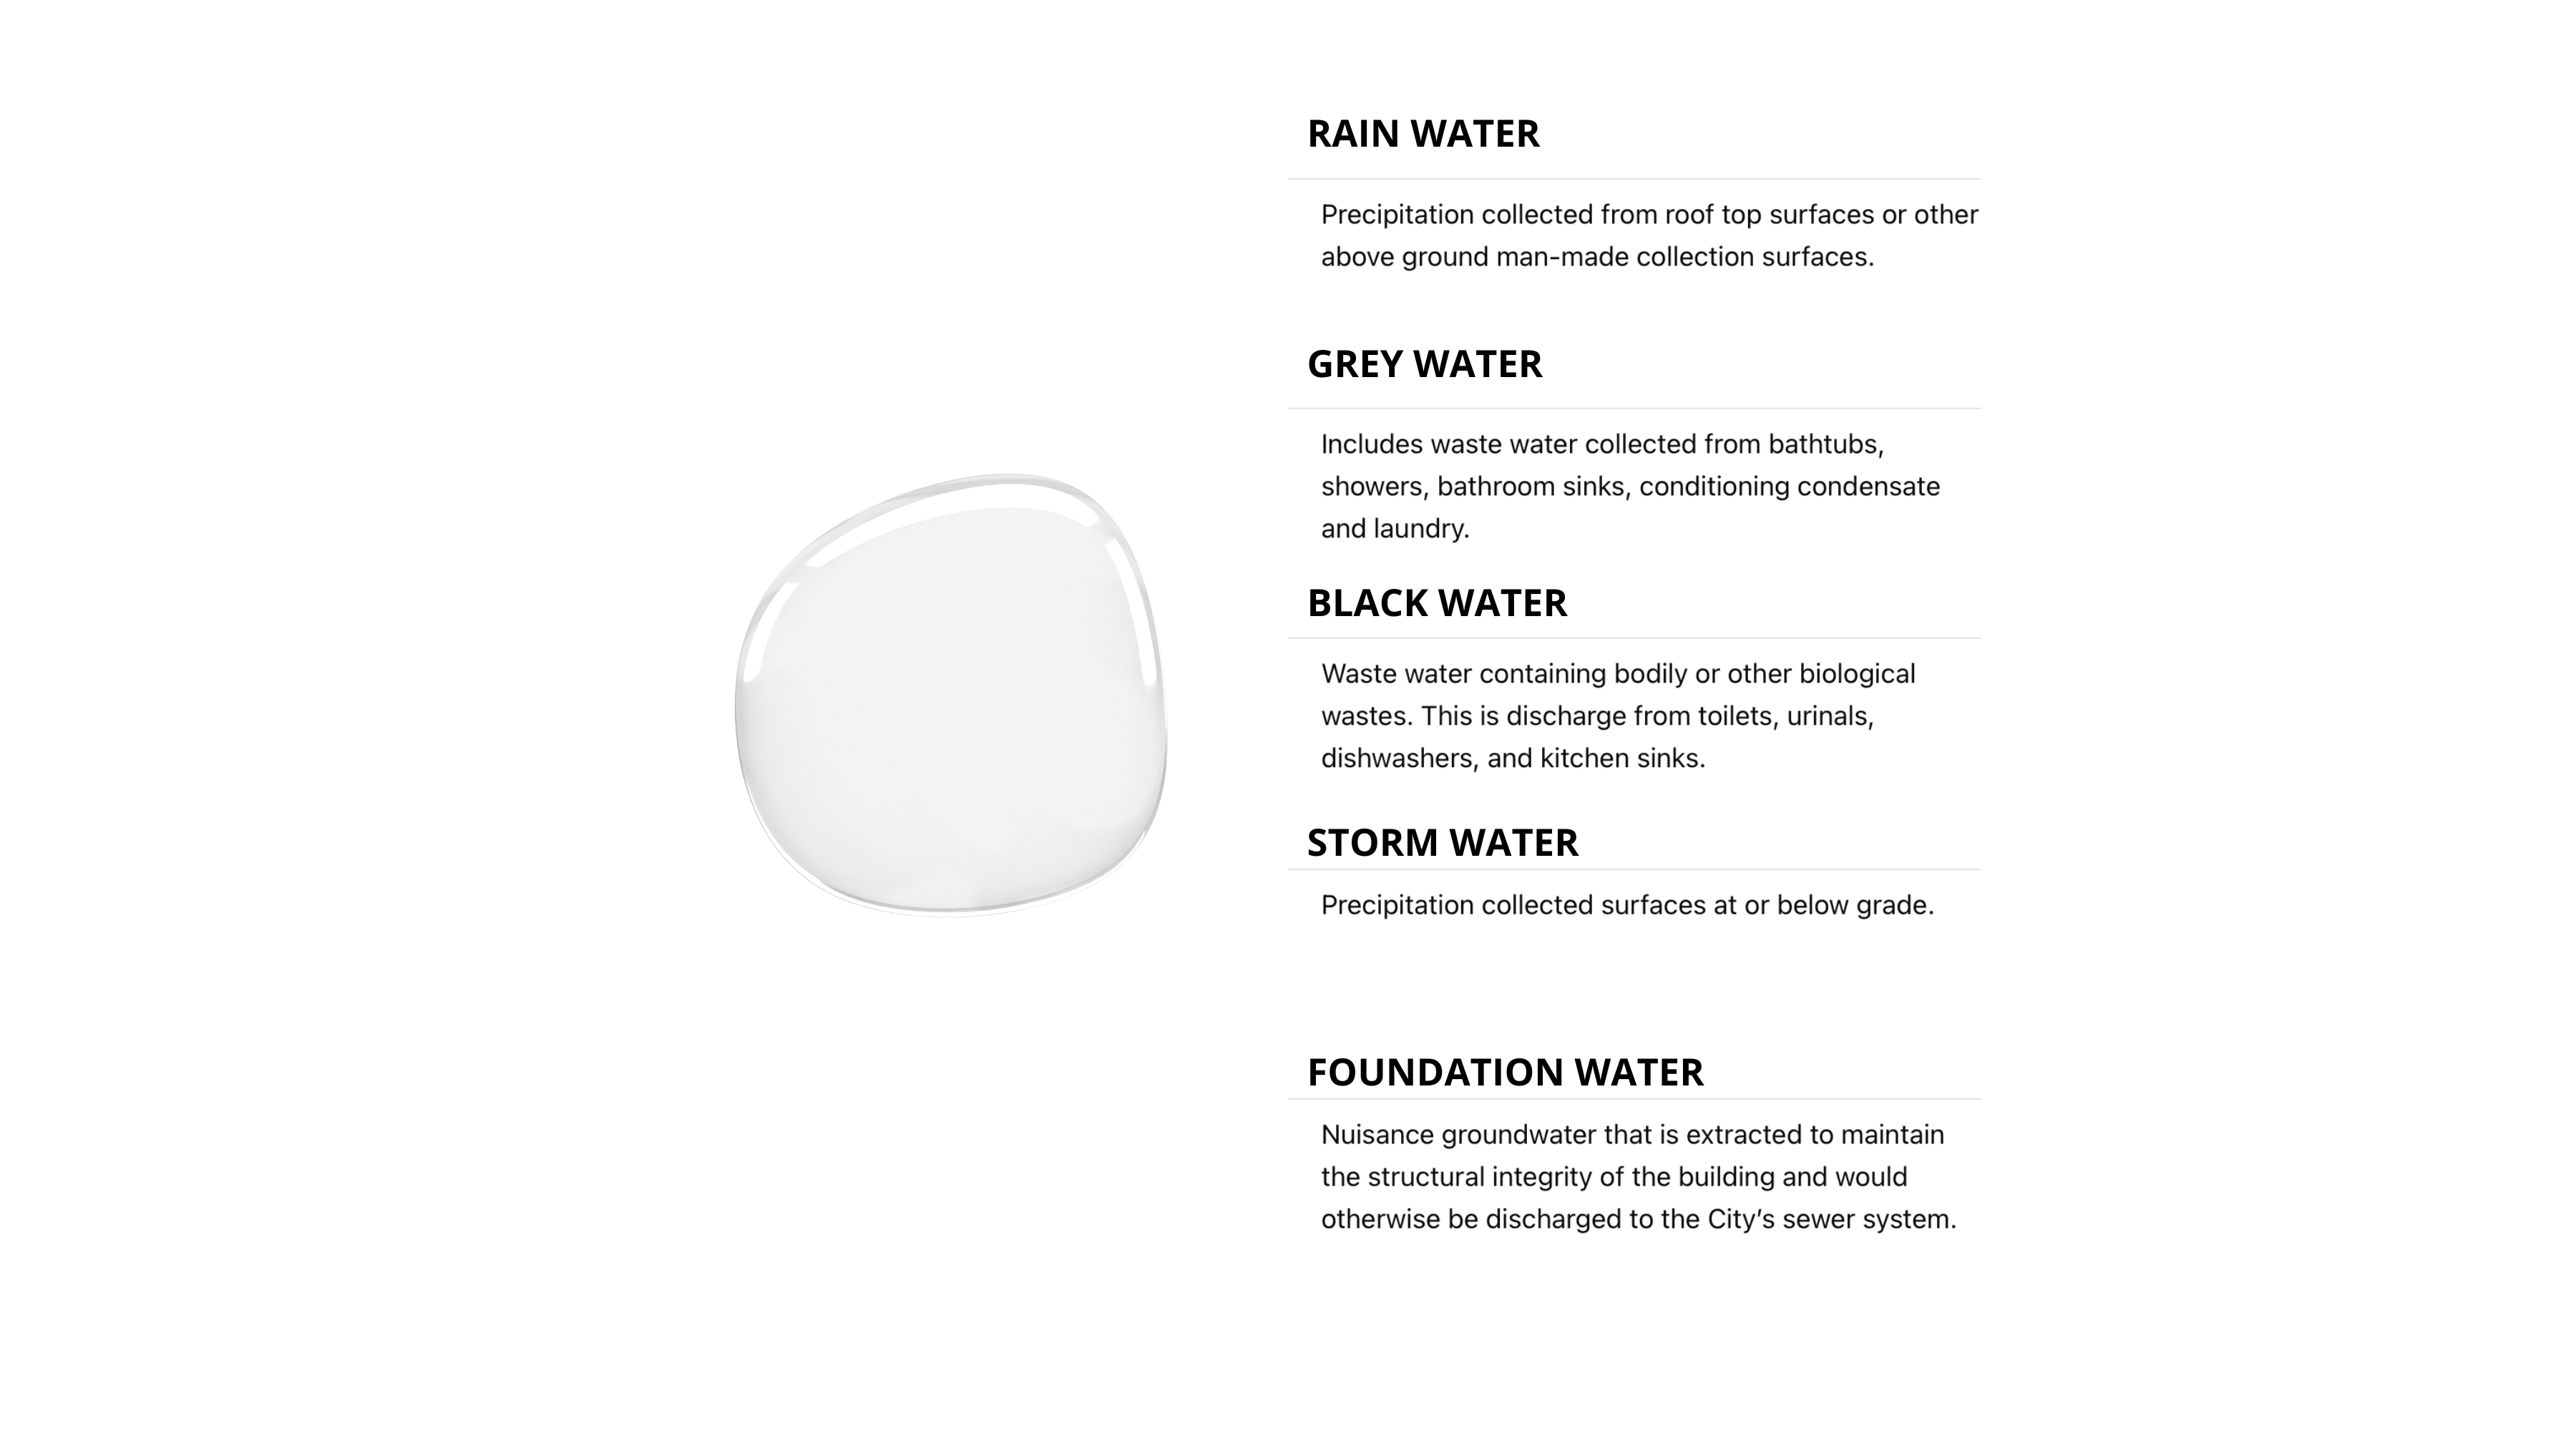 RAIN WATER
Precipitation collected from roof top surfaces or other
above ground man-made collection surfaces.
GREY WATER
Includes waste water collected from bathtubs,
showers, bathroom sinks, conditioning condensate
and laundry.
BLACK WATER
Waste water containing bodily or other biological
wastes. This is discharge from toilets, urinals,
dishwashers, and kitchen sinks.
STORM WATER
Precipitation collected surfaces at or below grade.
FOUNDATION WATER
Nuisance groundwater that is extracted to maintain
the structural integrity of the building and would
otherwise be discharged to the City’s sewer system.